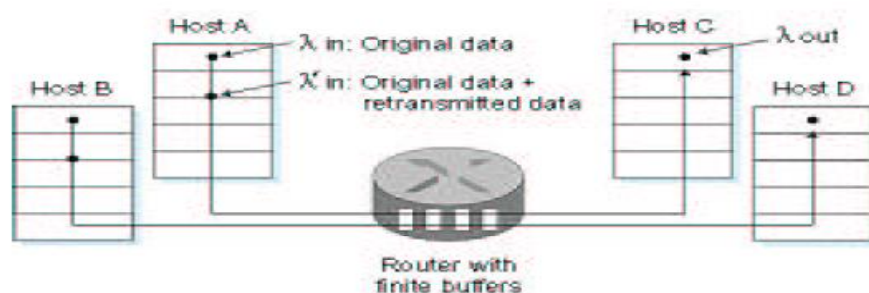 Host A
λ in: Original data
λ' in: Original data +
retransmitted data
Host B
Host C
λ out
Host D
Router with
finite buffers